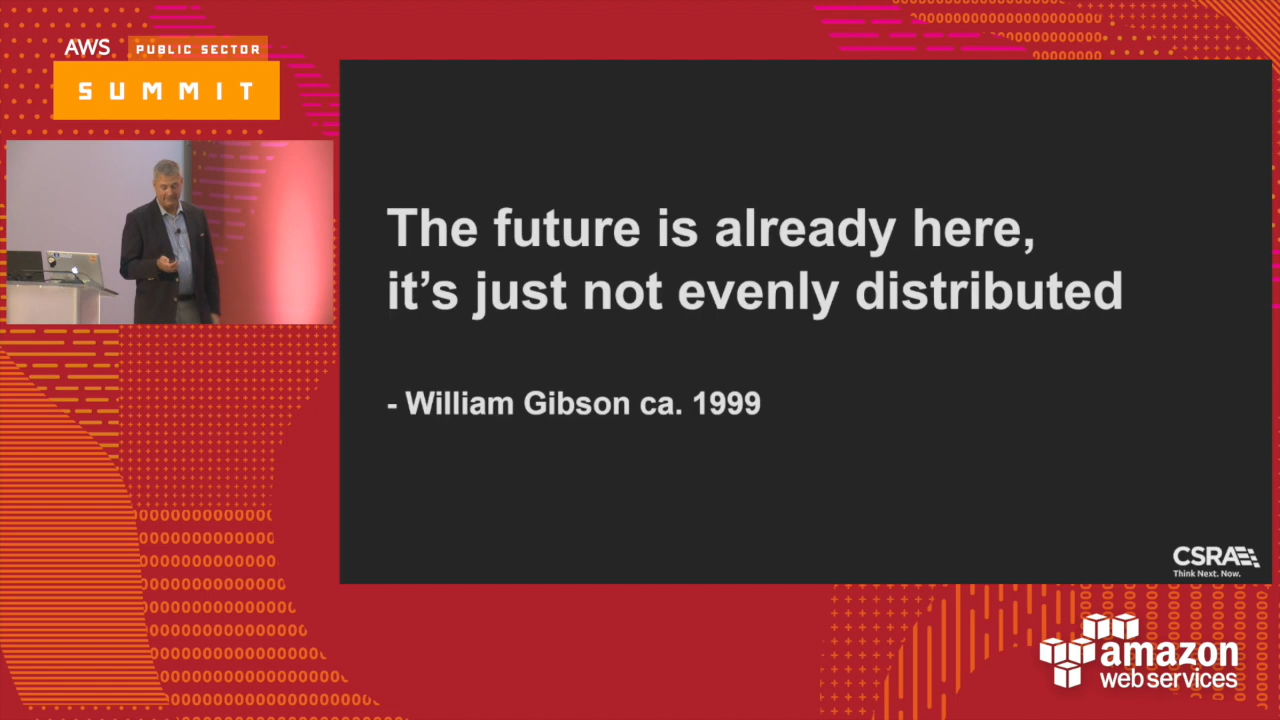 AWS PUBLIC SECTOR
SUMMIT
The future is already here,
it’s just not evenly distributed
- William Gibson ca. 1999
CSRA
Think Next. Now.
amazon
web services